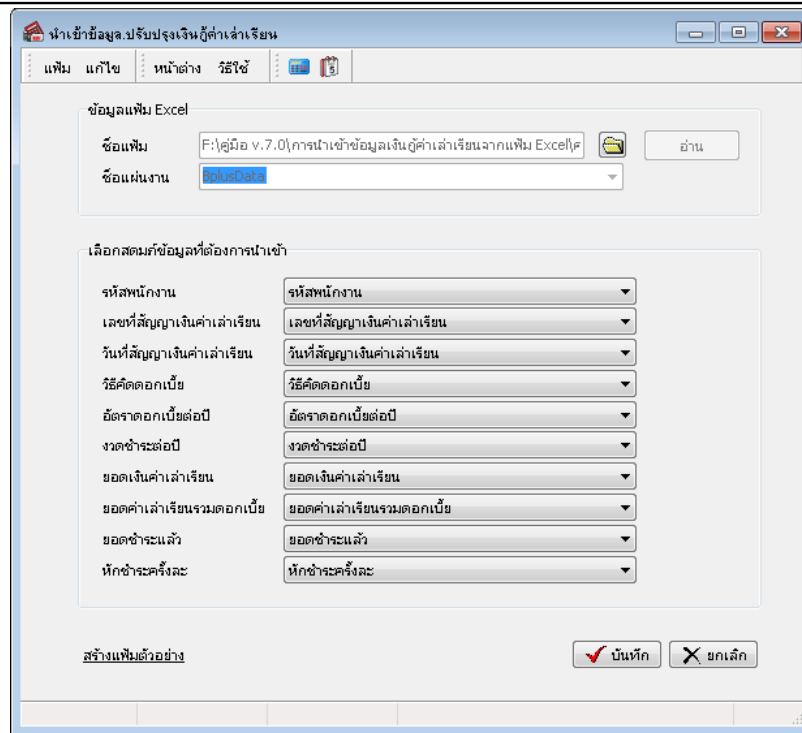 นำเข้าข้อมูล.ปรับปรุงเงินกู้ค่าเล่าเรียน
แฟ้ม แก้ไข หน้าต่าง วิธีใช้
ข้อมูลแฟ้ม Excel
ชื่อแฟ้ม F:\คู่มือ v.7.0\การนำเข้าข้อมูลเงินกู้ค่าเล่าเรียนจากแฟ้ม Excel\ อ่าน
ชื่อแผ่นงาน BplusData
เลือกสดมภ์ข้อมูลที่ต้องการนำเข้า
รหัสพนักงาน รหัสพนักงาน
เลขที่สัญญาเงินค่าเล่าเรียน เลขที่สัญญาเงินค่าเล่าเรียน
วันที่สัญญาเงินค่าเล่าเรียน วันที่สัญญาเงินค่าเล่าเรียน
วิธีคิดดอกเบี้ย วิธีคิดดอกเบี้ย
อัตราดอกเบี้ยต่อปี อัตราดอกเบี้ยต่อปี
งวดชำระต่อปี งวดชำระต่อปี
ยอดเงินค่าเล่าเรียน ยอดเงินค่าเล่าเรียน
ยอดค่าเล่าเรียนรวมดอกเบี้ย ยอดค่าเล่าเรียนรวมดอกเบี้ย
ยอดชำระแล้ว ยอดชำระแล้ว
หักชำระครั้งละ หักชำระครั้งละ
สร้างแฟ้มตัวอย่าง บันทึก ยกเลิก